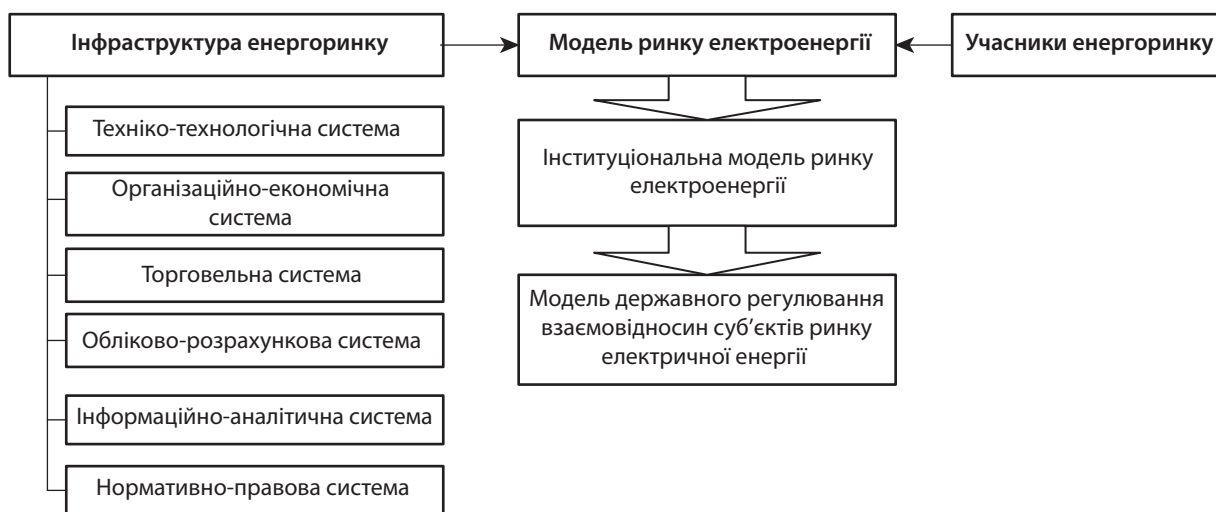 Інфраструктура енергоринку
Модель ринку електроенергії
Учасники енергоринку
Техніко-технологічна система
Організаційно-економічна
система
Торговельна система
Обліково-розрахункова система
Інформаційно-аналітична система
Нормативно-правова система
Інституціональна модель ринку
електроенергії
Модель державного регулювання
взаємовідносин суб’єктів ринку
електричної енергії